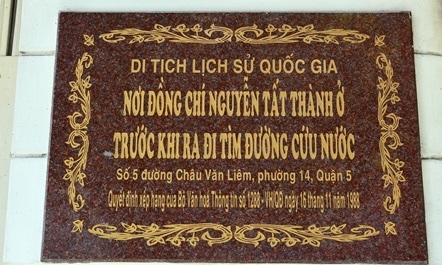 DI TÍCH LỊCH SỬ QUỐC GIA
NƠI ĐỒNG CHÍ NGUYỄN TẤT THÀNH Ở
TRƯỚC KHI RA ĐI TÌM ĐƯỜNG CỨU NƯỚC
Số 5 đường Châu Văn Liêm, phường 14, Quận 5
Quyết định xếp hạng của Bộ Văn hoá Thông tin số 1288 - VHQĐ ngày 16 tháng 11 năm 1988